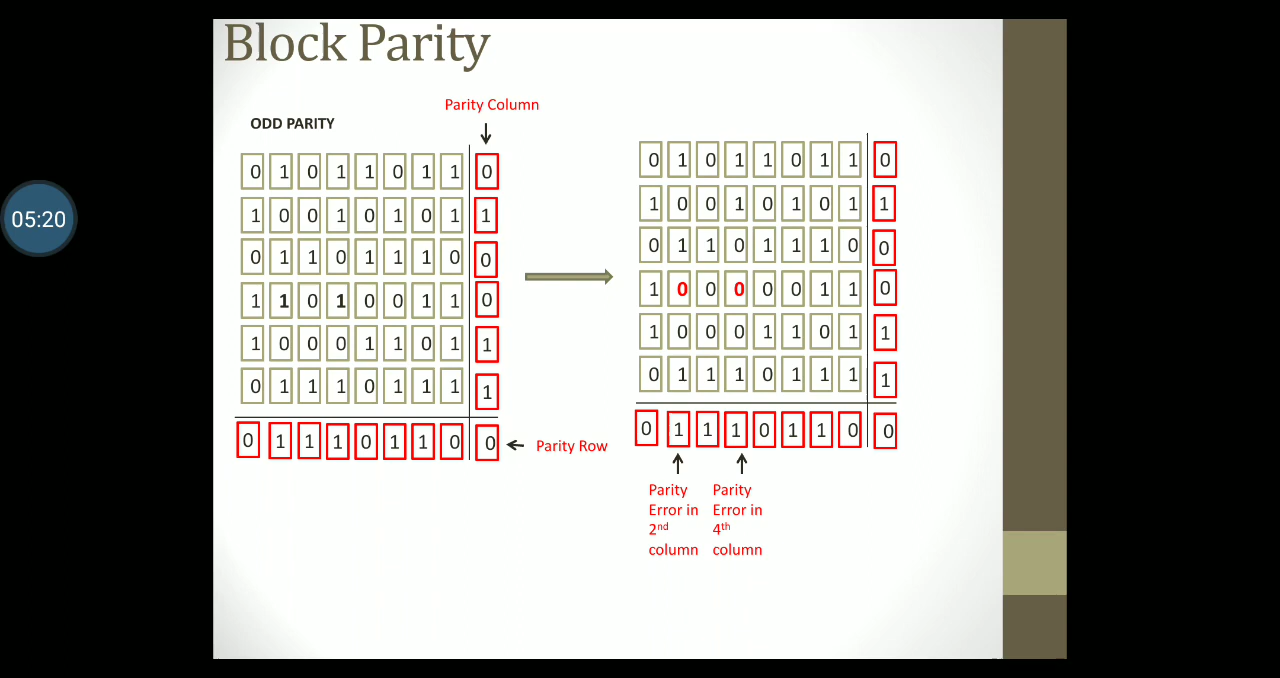 Block Parity
Parity Column
ODD PARITY
0 1 0 1 1 0 1 1 0
1 0 0 1 0 1 0 1 1
0 1 1 0 1 1 1 0 0
1 1 0 1 0 0 1 1 0
1 0 0 0 1 1 0 1 1
0 1 1 1 0 1 1 1 1
0 1 1 1 0 1 1 0 0
Parity Row
0 1 0 1 1 0 1 1 0
1 0 0 1 0 1 0 1 1
0 1 1 0 1 1 1 0 0
1 0 0 0 0 0 1 1 0
1 0 0 0 1 1 0 1 1
0 1 1 1 0 1 1 1 1
0 1 1 1 0 1 1 0 0
Parity
Error in
2nd
column
Parity
Error in
4th
column
05:20